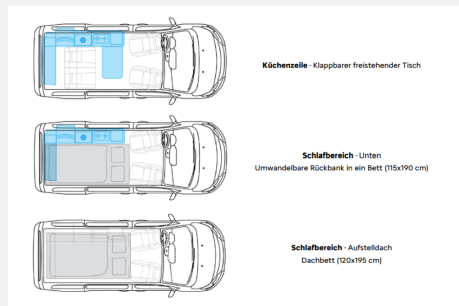 Küchenzeile - Klappbarer freistehender Tisch
Schlafbereich - Unten
Umwandelbare Rückbank in ein Bett (115x190 cm)
Schlafbereich - Aufstelldach
Dachbett (120x195 cm)